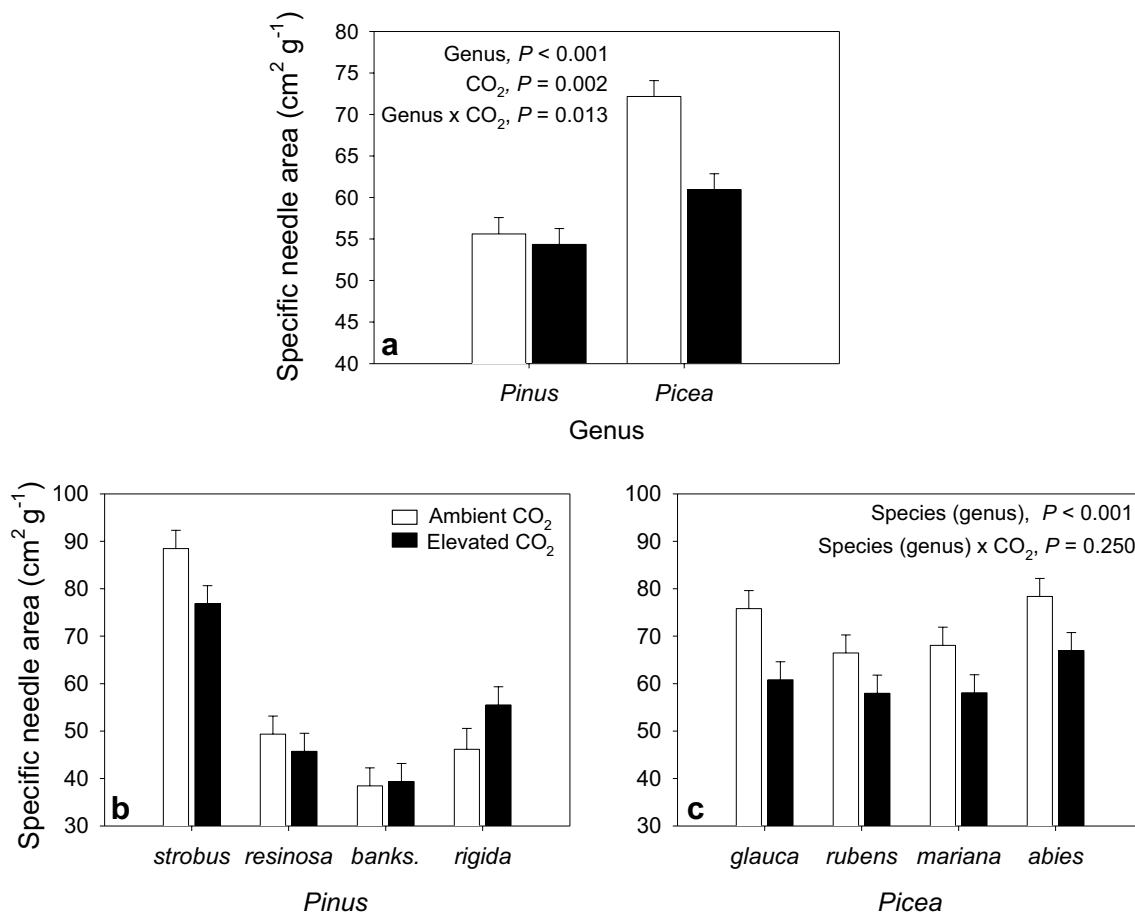 Specific needle area (cm² g⁻¹)
80
75
70
65
60
55
50
45
40
Genus, P < 0.001
CO₂, P = 0.002
Genus x CO₂, P = 0.013
a
Pinus
Picea
Genus
Specific needle area (cm² g⁻¹)
100
90
80
70
60
50
40
30
Ambient CO₂
Elevated CO₂
b
strobus
resinosa
banks.
rigida
Pinus
100
90
80
70
60
50
40
30
Species (genus), P < 0.001
Species (genus) x CO₂, P = 0.250
c
glauca
rubens
mariana
abies
Picea